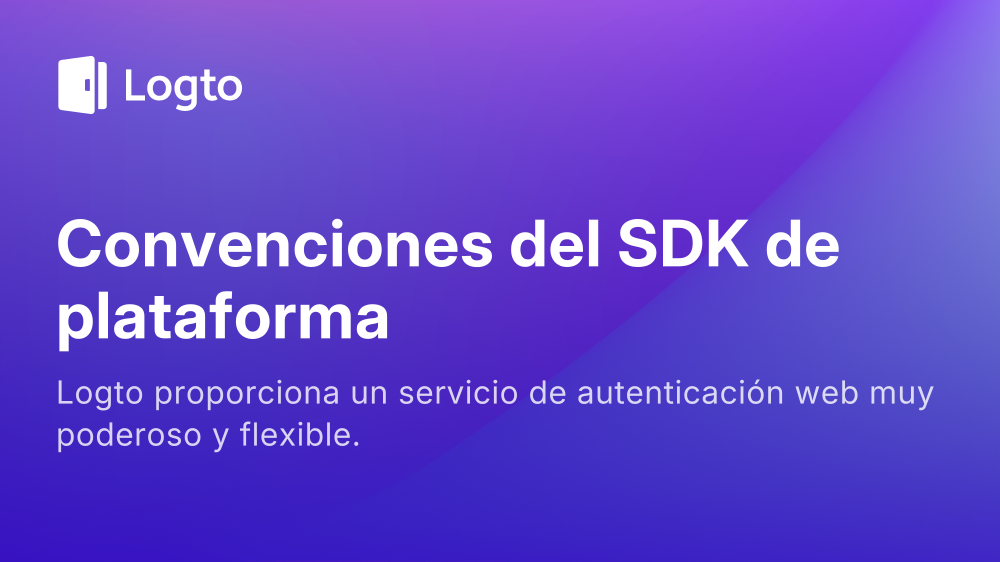 Logto
Convenciones del SDK de
plataforma
Logto proporciona un servicio de autenticación web muy
poderoso y flexible.